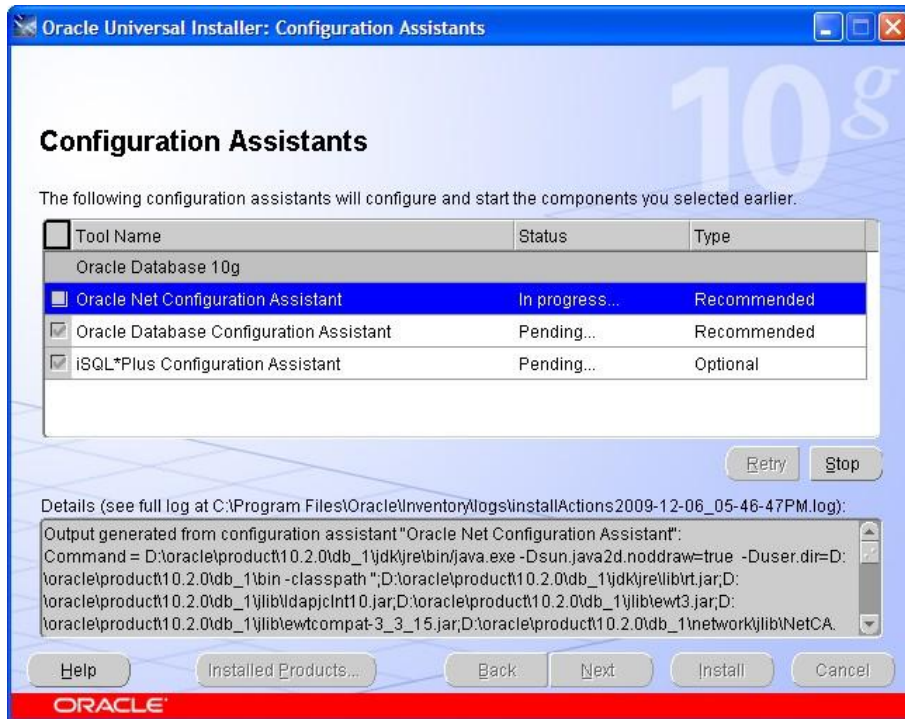 Oracle Universal Installer: Configuration Assistants
10g
Configuration Assistants
The following configuration assistants will configure and start the components you selected earlier.
Tool Name Status Type
Oracle Database 10g
Oracle Net Configuration Assistant In progress... Recommended
Oracle Database Configuration Assistant Pending... Recommended
iSQL*Plus Configuration Assistant Pending... Optional
Retry Stop
Details (see full log at C:\Program Files\Oracle\Inventory\logs\installActions2009-12-06_05-46-47PM.log):
Output generated from configuration assistant "Oracle Net Configuration Assistant":
Command = D:\oracle\product\10.2.0\db_1\jdk\jre\bin/java.exe -Dsun.java2d.noddraw=true -Duser.dir=D:
\oracle\product\10.2.0\db_1\bin -classpath ";D:\oracle\product\10.2.0\db_1\jdk\jre\lib\rt.jar;D:
\oracle\product\10.2.0\db_1\jlib\ldapjclnt10.jar;D:\oracle\product\10.2.0\db_1\jlib\ewt3.jar;D:
\oracle\product\10.2.0\db_1\jlib\ewtcompat-3_3_15.jar;D:\oracle\product\10.2.0\db_1\network\jlib\NetCA.
Help Installed Products... Back Next Install Cancel
ORACLE